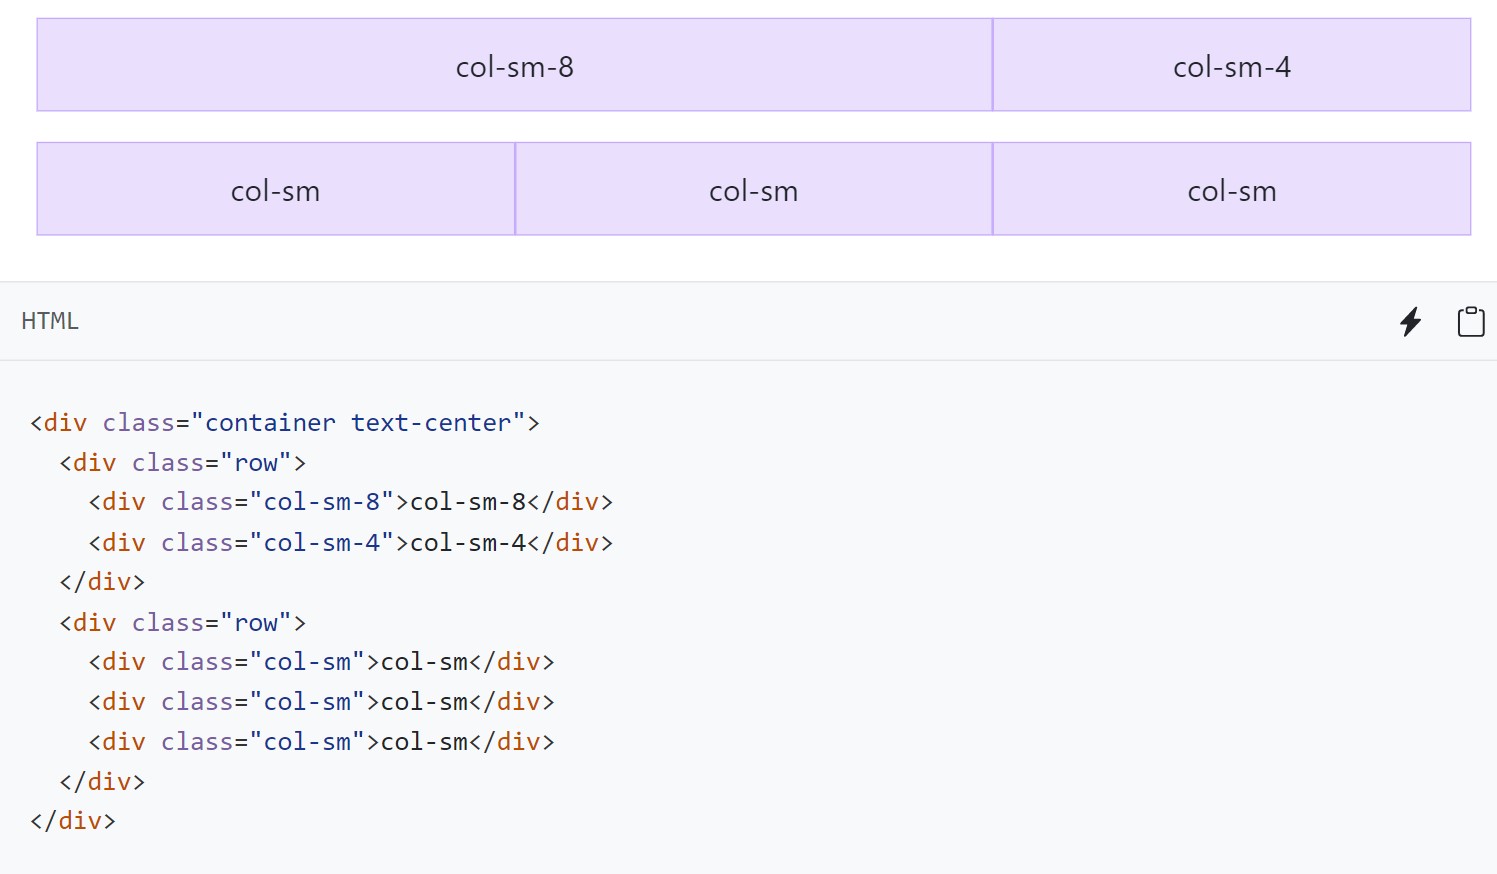 col-sm-8 col-sm-4
col-sm col-sm col-sm
HTML
<div class="container text-center">
  <div class="row">
    <div class="col-sm-8">col-sm-8</div>
    <div class="col-sm-4">col-sm-4</div>
  </div>
  <div class="row">
    <div class="col-sm">col-sm</div>
    <div class="col-sm">col-sm</div>
    <div class="col-sm">col-sm</div>
  </div>
</div>